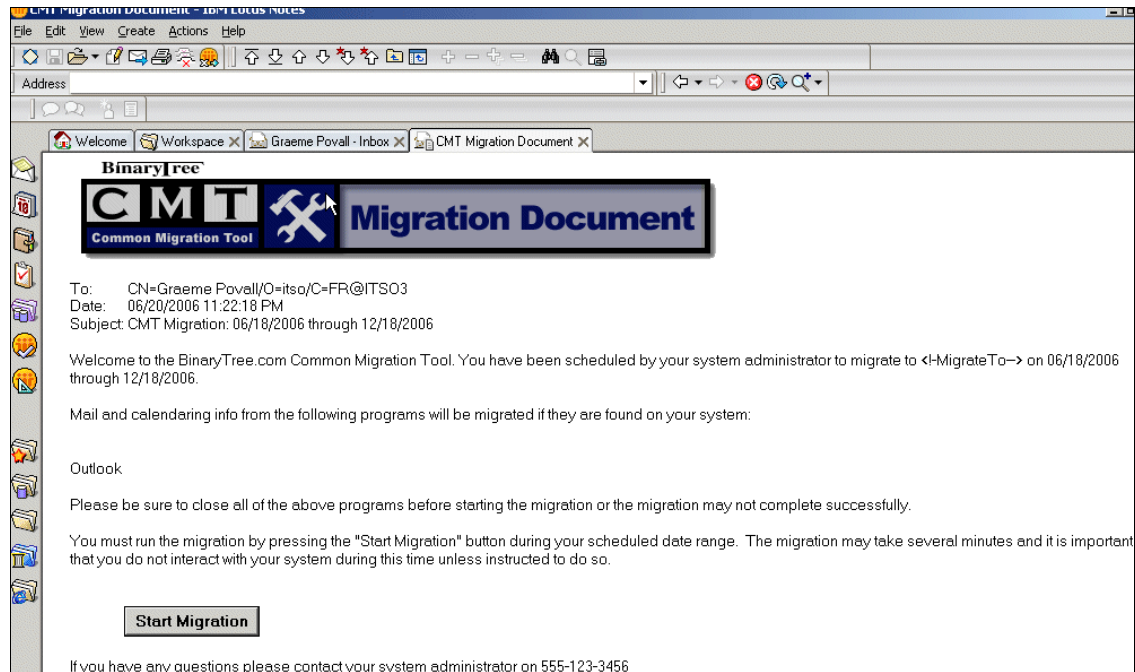 CMT Migration Document - IBM Lotus Notes
File Edit View Create Actions Help
Address
Welcome Workspace Graeme Povall - Inbox CMT Migration Document
BinaryTree
CMT Migration Document
Common Migration Tool
To: CN=Graeme Povall/O=itso/C=FR@ITSO3
Date: 06/20/2006 11:22:18 PM
Subject: CMT Migration: 06/18/2006 through 12/18/2006
Welcome to the BinaryTree.com Common Migration Tool. You have been scheduled by your system administrator to migrate to <!-MigrateTo--> on 06/18/2006
through 12/18/2006.
Mail and calendaring info from the following programs will be migrated if they are found on your system:
Outlook
Please be sure to close all of the above programs before starting the migration or the migration may not complete successfully.
You must run the migration by pressing the "Start Migration" button during your scheduled date range. The migration may take several minutes and it is important
that you do not interact with your system during this time unless instructed to do so.
Start Migration
If you have any questions please contact your system administrator on 555-123-3456